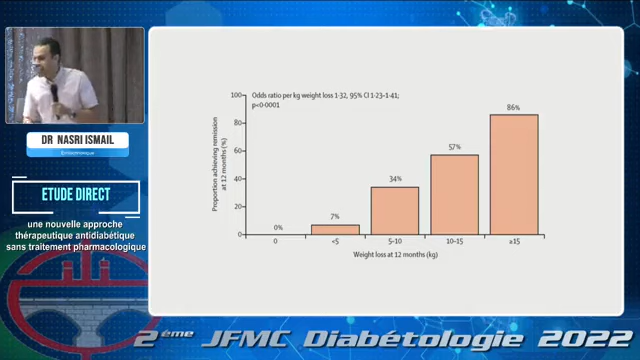 DR NASRI ISMAIL
ETUDE DIRECT
une nouvelle approche
thérapeutique antidiabétique
sans traitement pharmacologique
Odds ratio per kg weight loss 1·32, 95% CI 1·23–1·41;
p<0·0001
Proportion achieving remission
at 12 months (%)
100
80
60
40
20
0
0%
7%
34%
57%
86%
0
<5
5-10
10-15
≥15
Weight loss at 12 months (kg)
2ème JFMC Diabétologie 2022